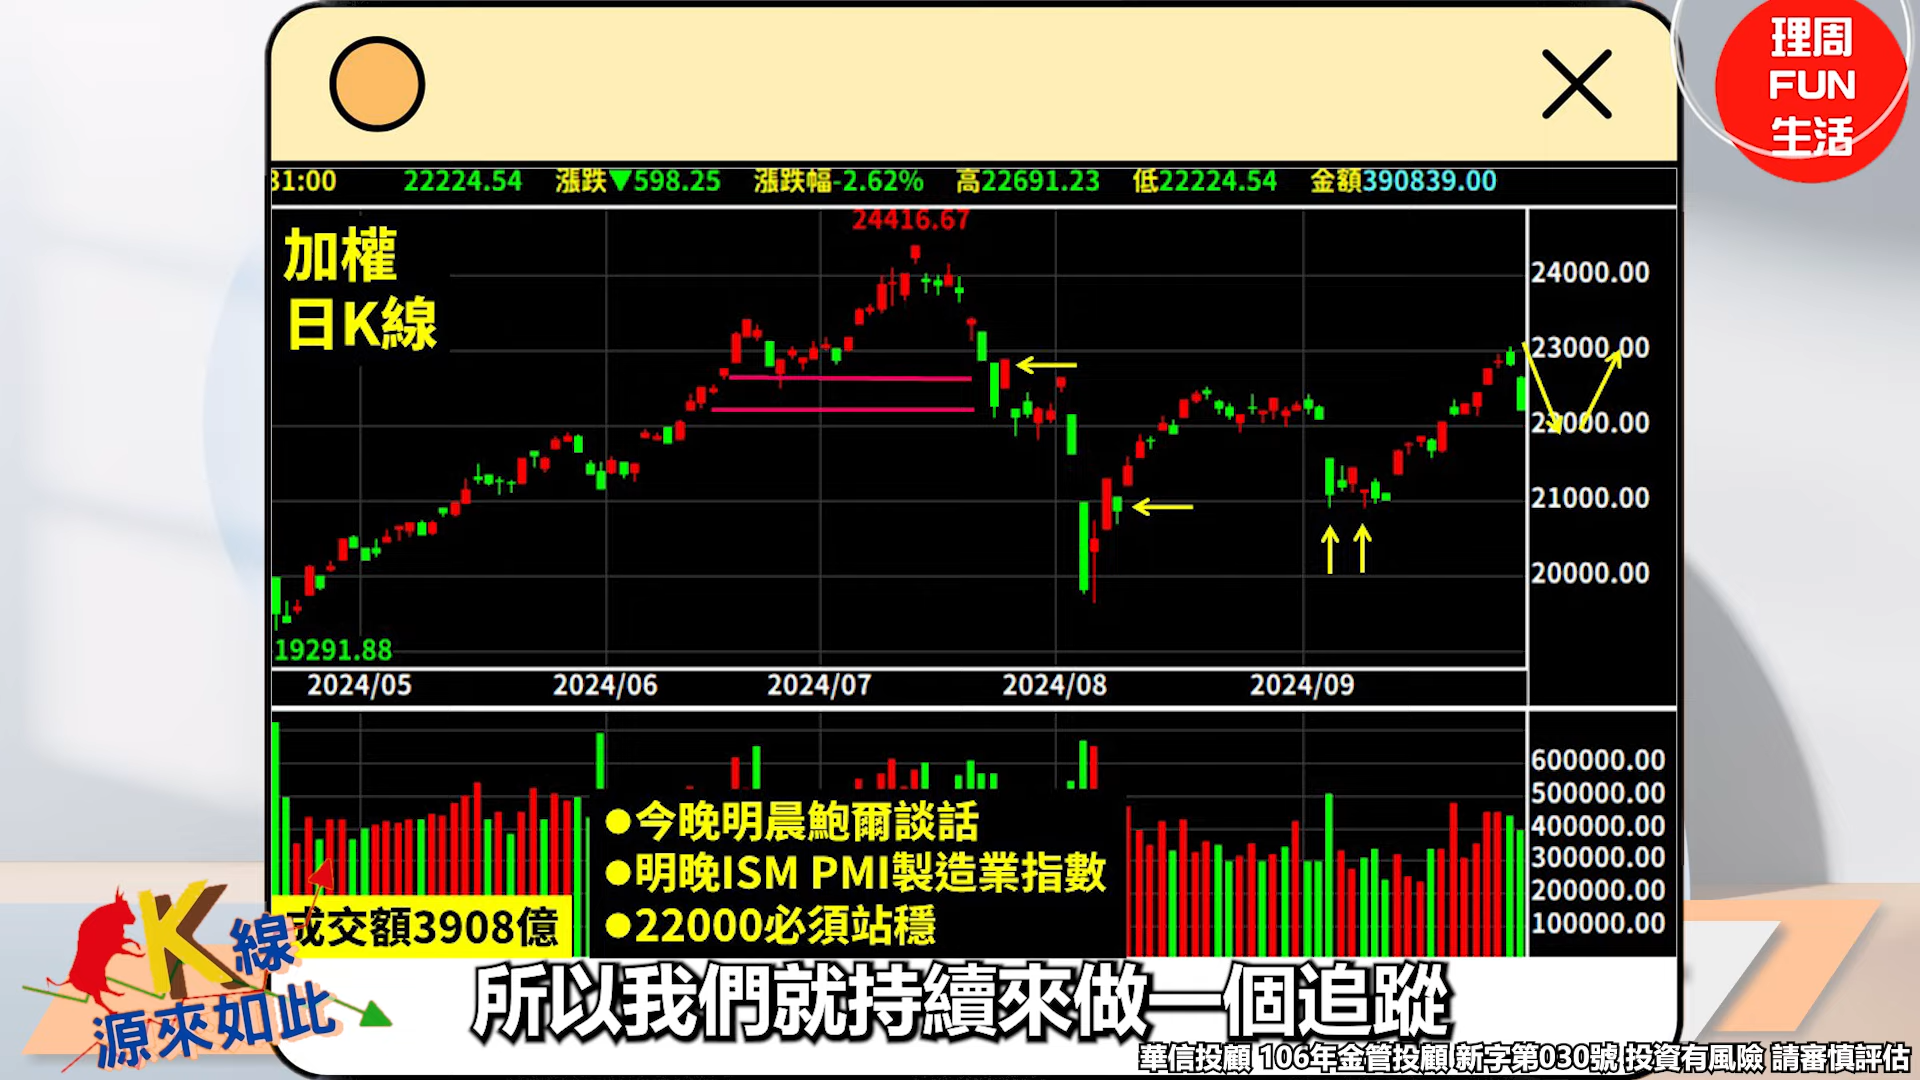 理周
FUN
生活
31:00 22224.54 漲跌▼598.25 漲跌幅-2.62% 高22691.23 低22224.54 金額390839.00
加權
日K線
24416.67
24000.00
23000.00
22000.00
21000.00
20000.00
19291.88
2024/05 2024/06 2024/07 2024/08 2024/09
600000.00
500000.00
400000.00
300000.00
200000.00
100000.00
●今晚明晨鮑爾談話
●明晚ISM PMI製造業指數
●22000必須站穩
成交額3908億
K線
源來如此
所以我們就持續來做一個追蹤
華信投顧 106年金管投顧 新字第030號 投資有風險 請審慎評估